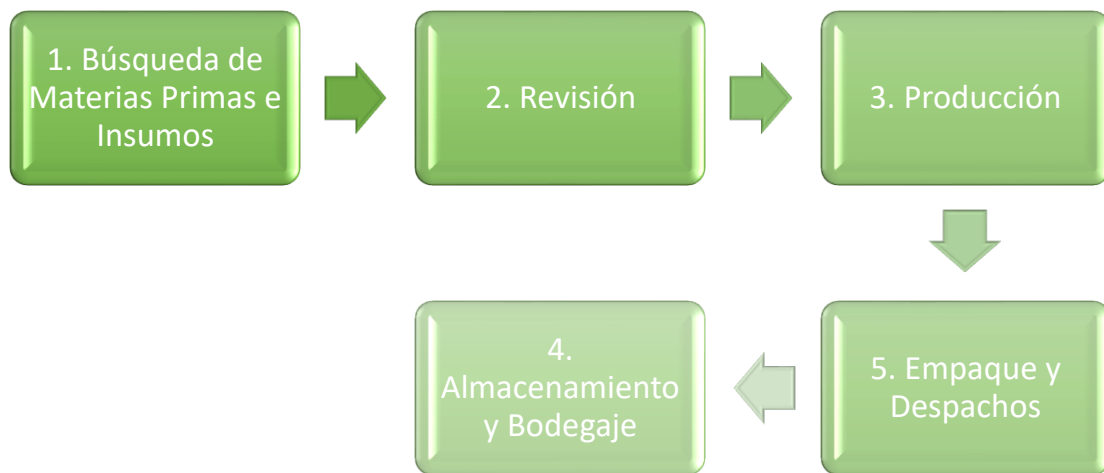 1. Búsqueda de
Materias Primas e
Insumos
2. Revisión
3. Producción
4.
Almacenamiento
y Bodegaje
5. Empaque y
Despachos